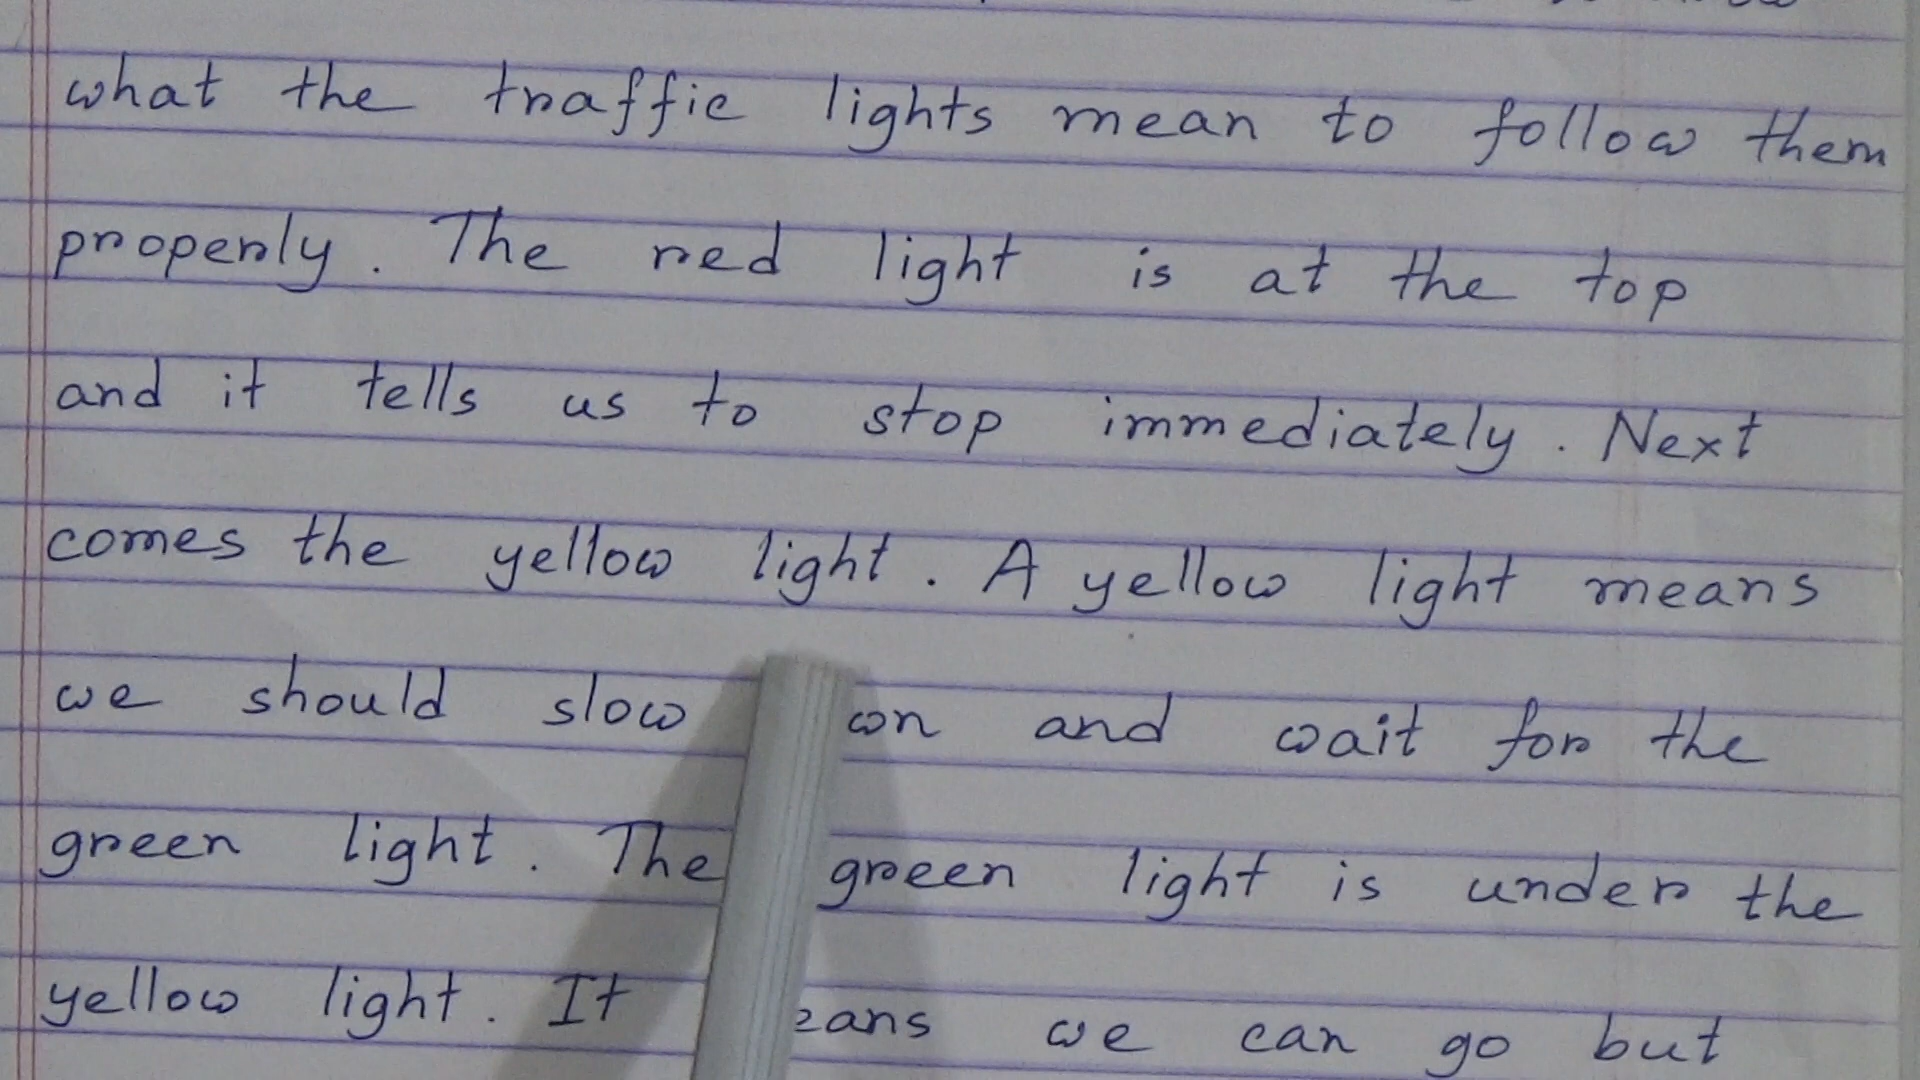 what the traffic lights mean to follow them
properly. The red light is at the top
and it tells us to stop immediately. Next
comes the yellow light. A yellow light means
we should slow and wait for the
green light. The green light is under the
yellow light. It we can go but